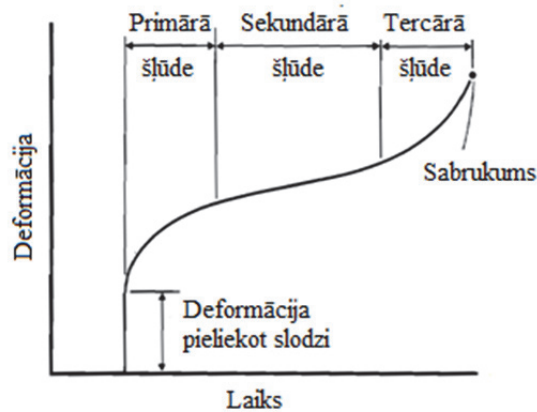 Primārā
šļūde
Sekundārā
šļūde
Tercārā
šļūde
Sabrukums
Deformācija
Deformācija
pieliekot slodzi
Laiks